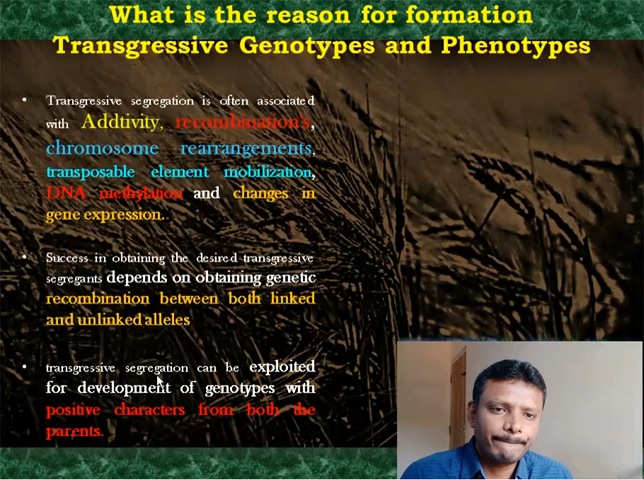 What is the reason for formation
Transgressive Genotypes and Phenotypes
• Transgressive segregation is often associated
with Addtivity, recombination's,
chromosome rearrangements,
transposable element mobilization,
DNA methylation and changes in
gene expression.
• Success in obtaining the desired transgressive
segregants depends on obtaining genetic
recombination between both linked
and unlinked alleles
• transgressive segregation can be exploited
for development of genotypes with
positive characters from both the
parents.